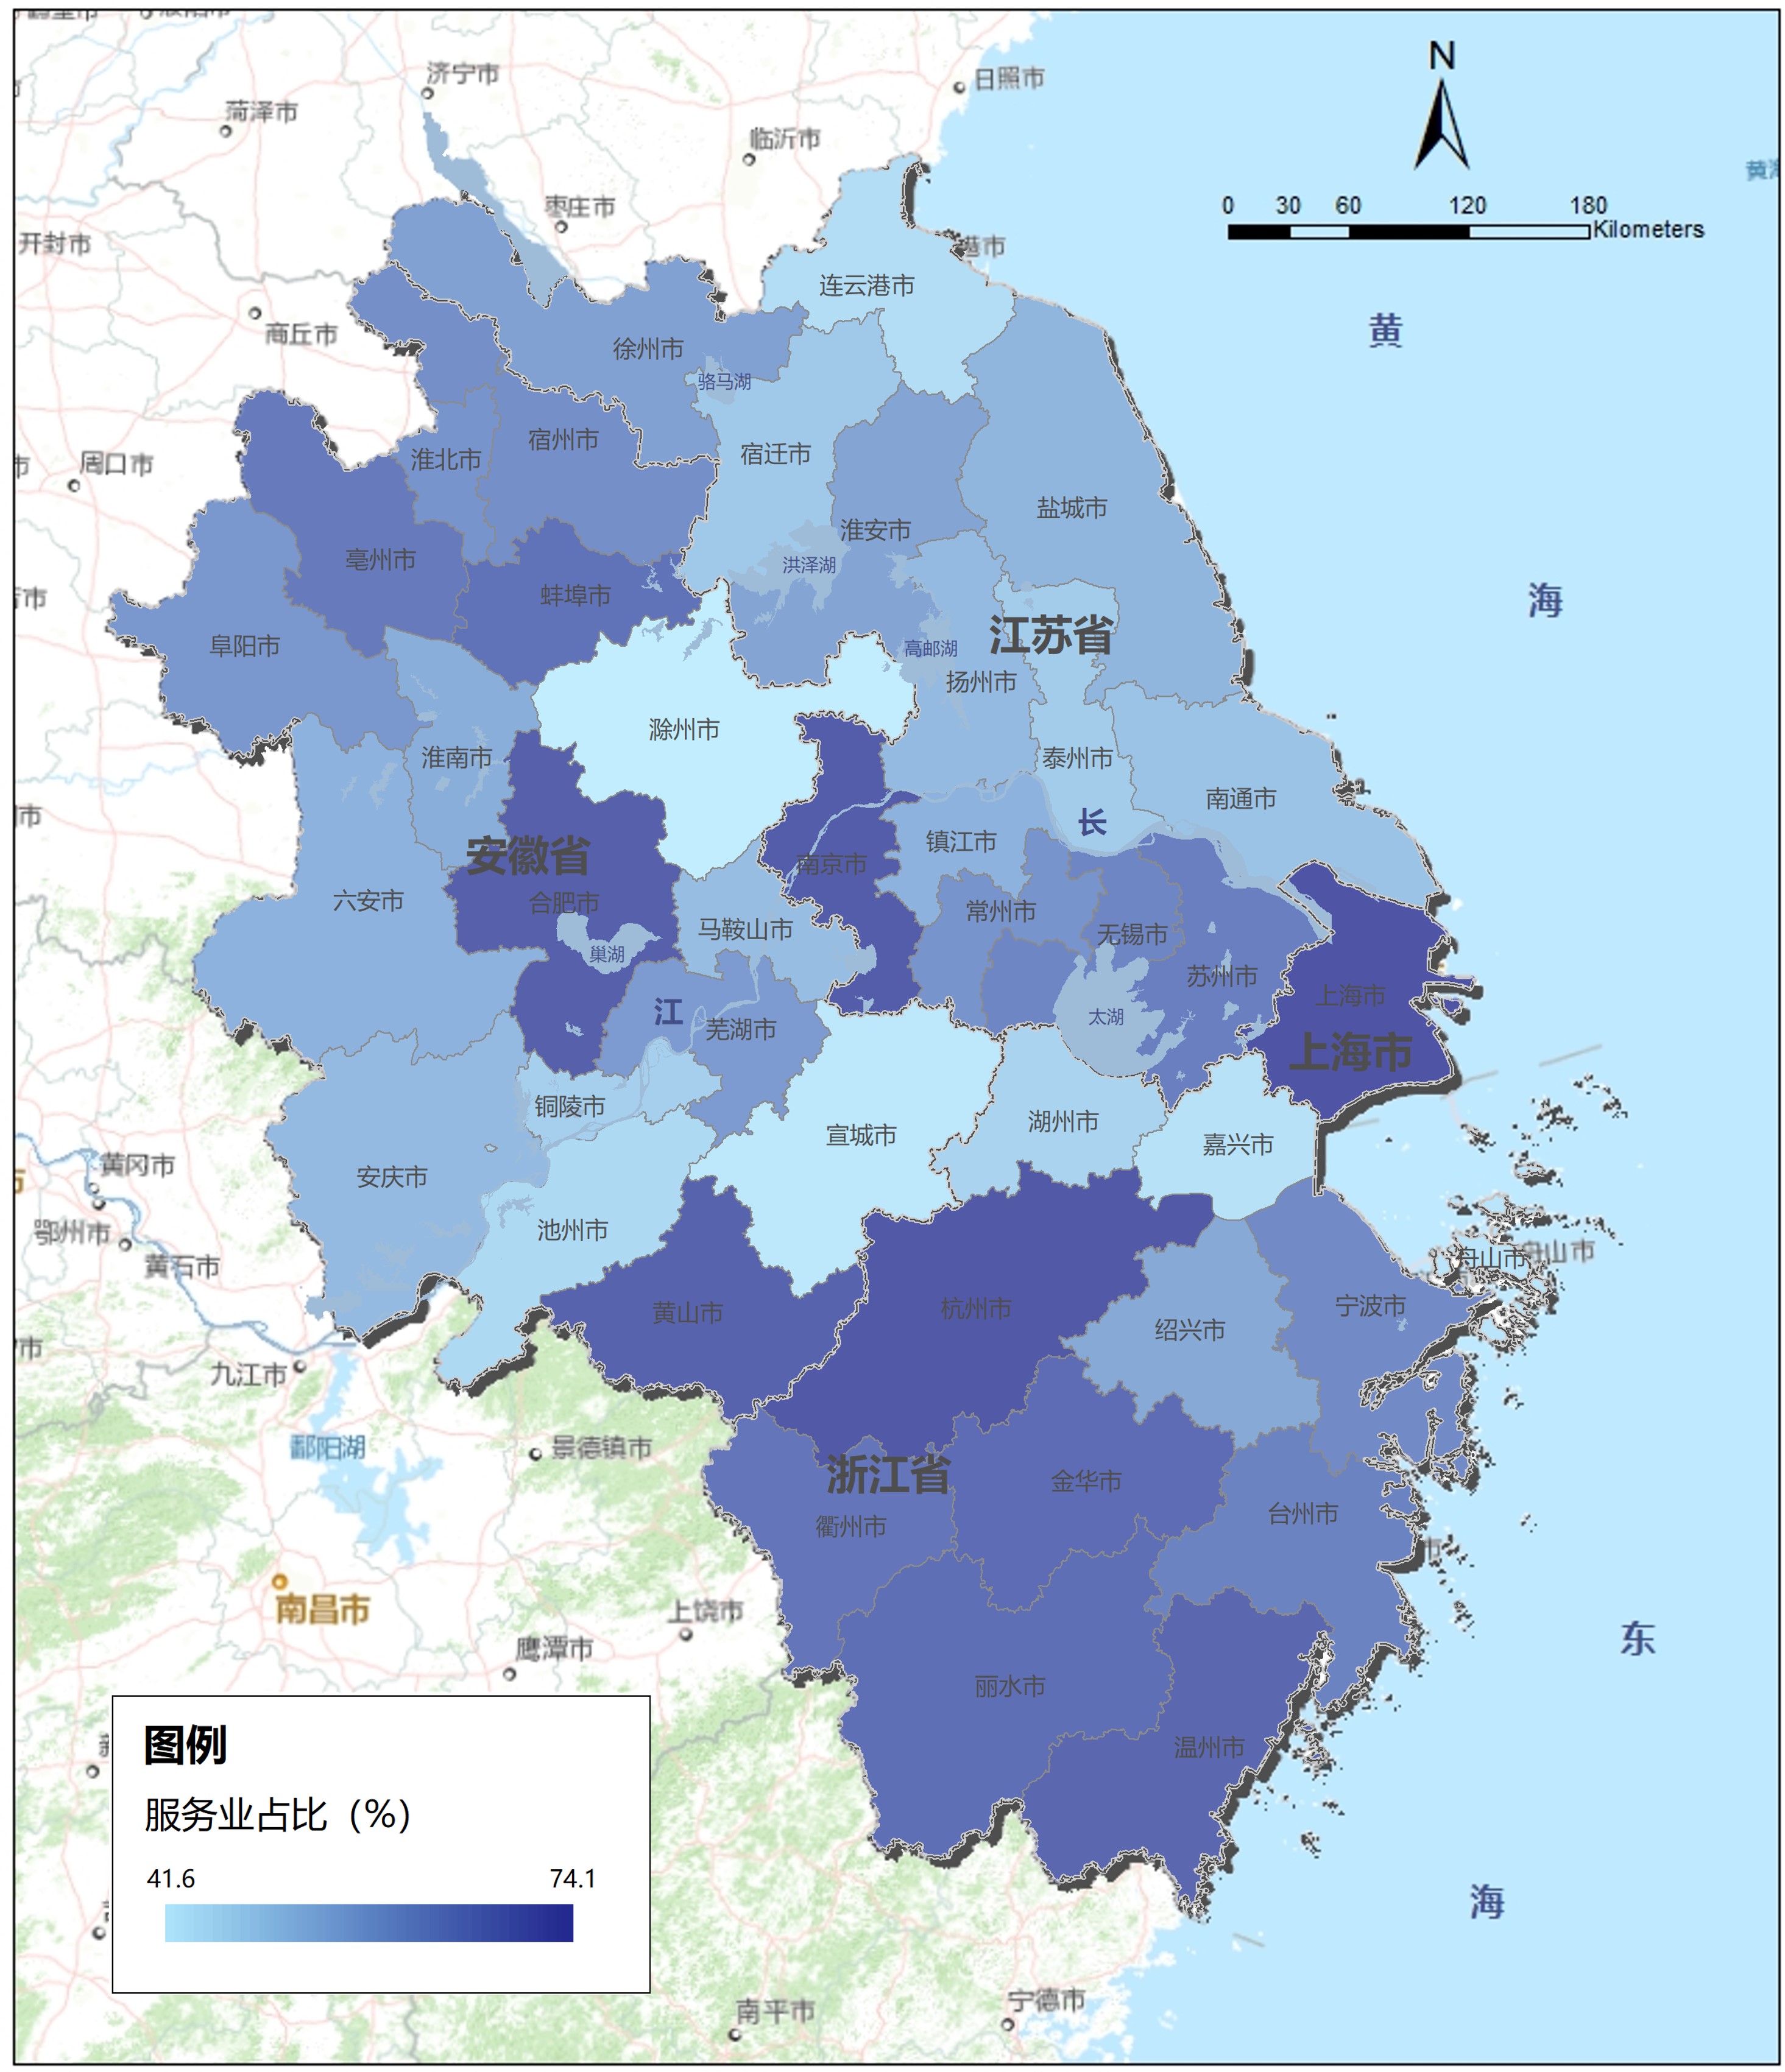 济宁市
日照市
菏泽市
临沂市
N
黄海
枣庄市
0 30 60 120 180
Kilometers
开封市
港市
连云港市
商丘市
黄
徐州市
骆马湖
宿州市
淮北市
宿迁市
周口市
盐城市
淮安市
亳州市
洪泽湖
蚌埠市
海
江苏省
阜阳市
高邮湖
扬州市
滁州市
淮南市
泰州市
南通市
长
镇江市
安徽省
南京市
六安市
合肥市
常州市
马鞍山市
无锡市
巢湖
苏州市
上海市
江
芜湖市
太湖
上海市
铜陵市
湖州市
宣城市
嘉兴市
黄冈市
安庆市
池州市
鄂州市
舟山市
舟山市
黄石市
黄山市
杭州市
宁波市
绍兴市
九江市
鄱阳湖
景德镇市
浙江省
金华市
台州市
衢州市
市
南昌市
上饶市
鹰潭市
东
丽水市
温州市
图例
服务业占比（%）
41.6 74.1
海
南平市
宁德市